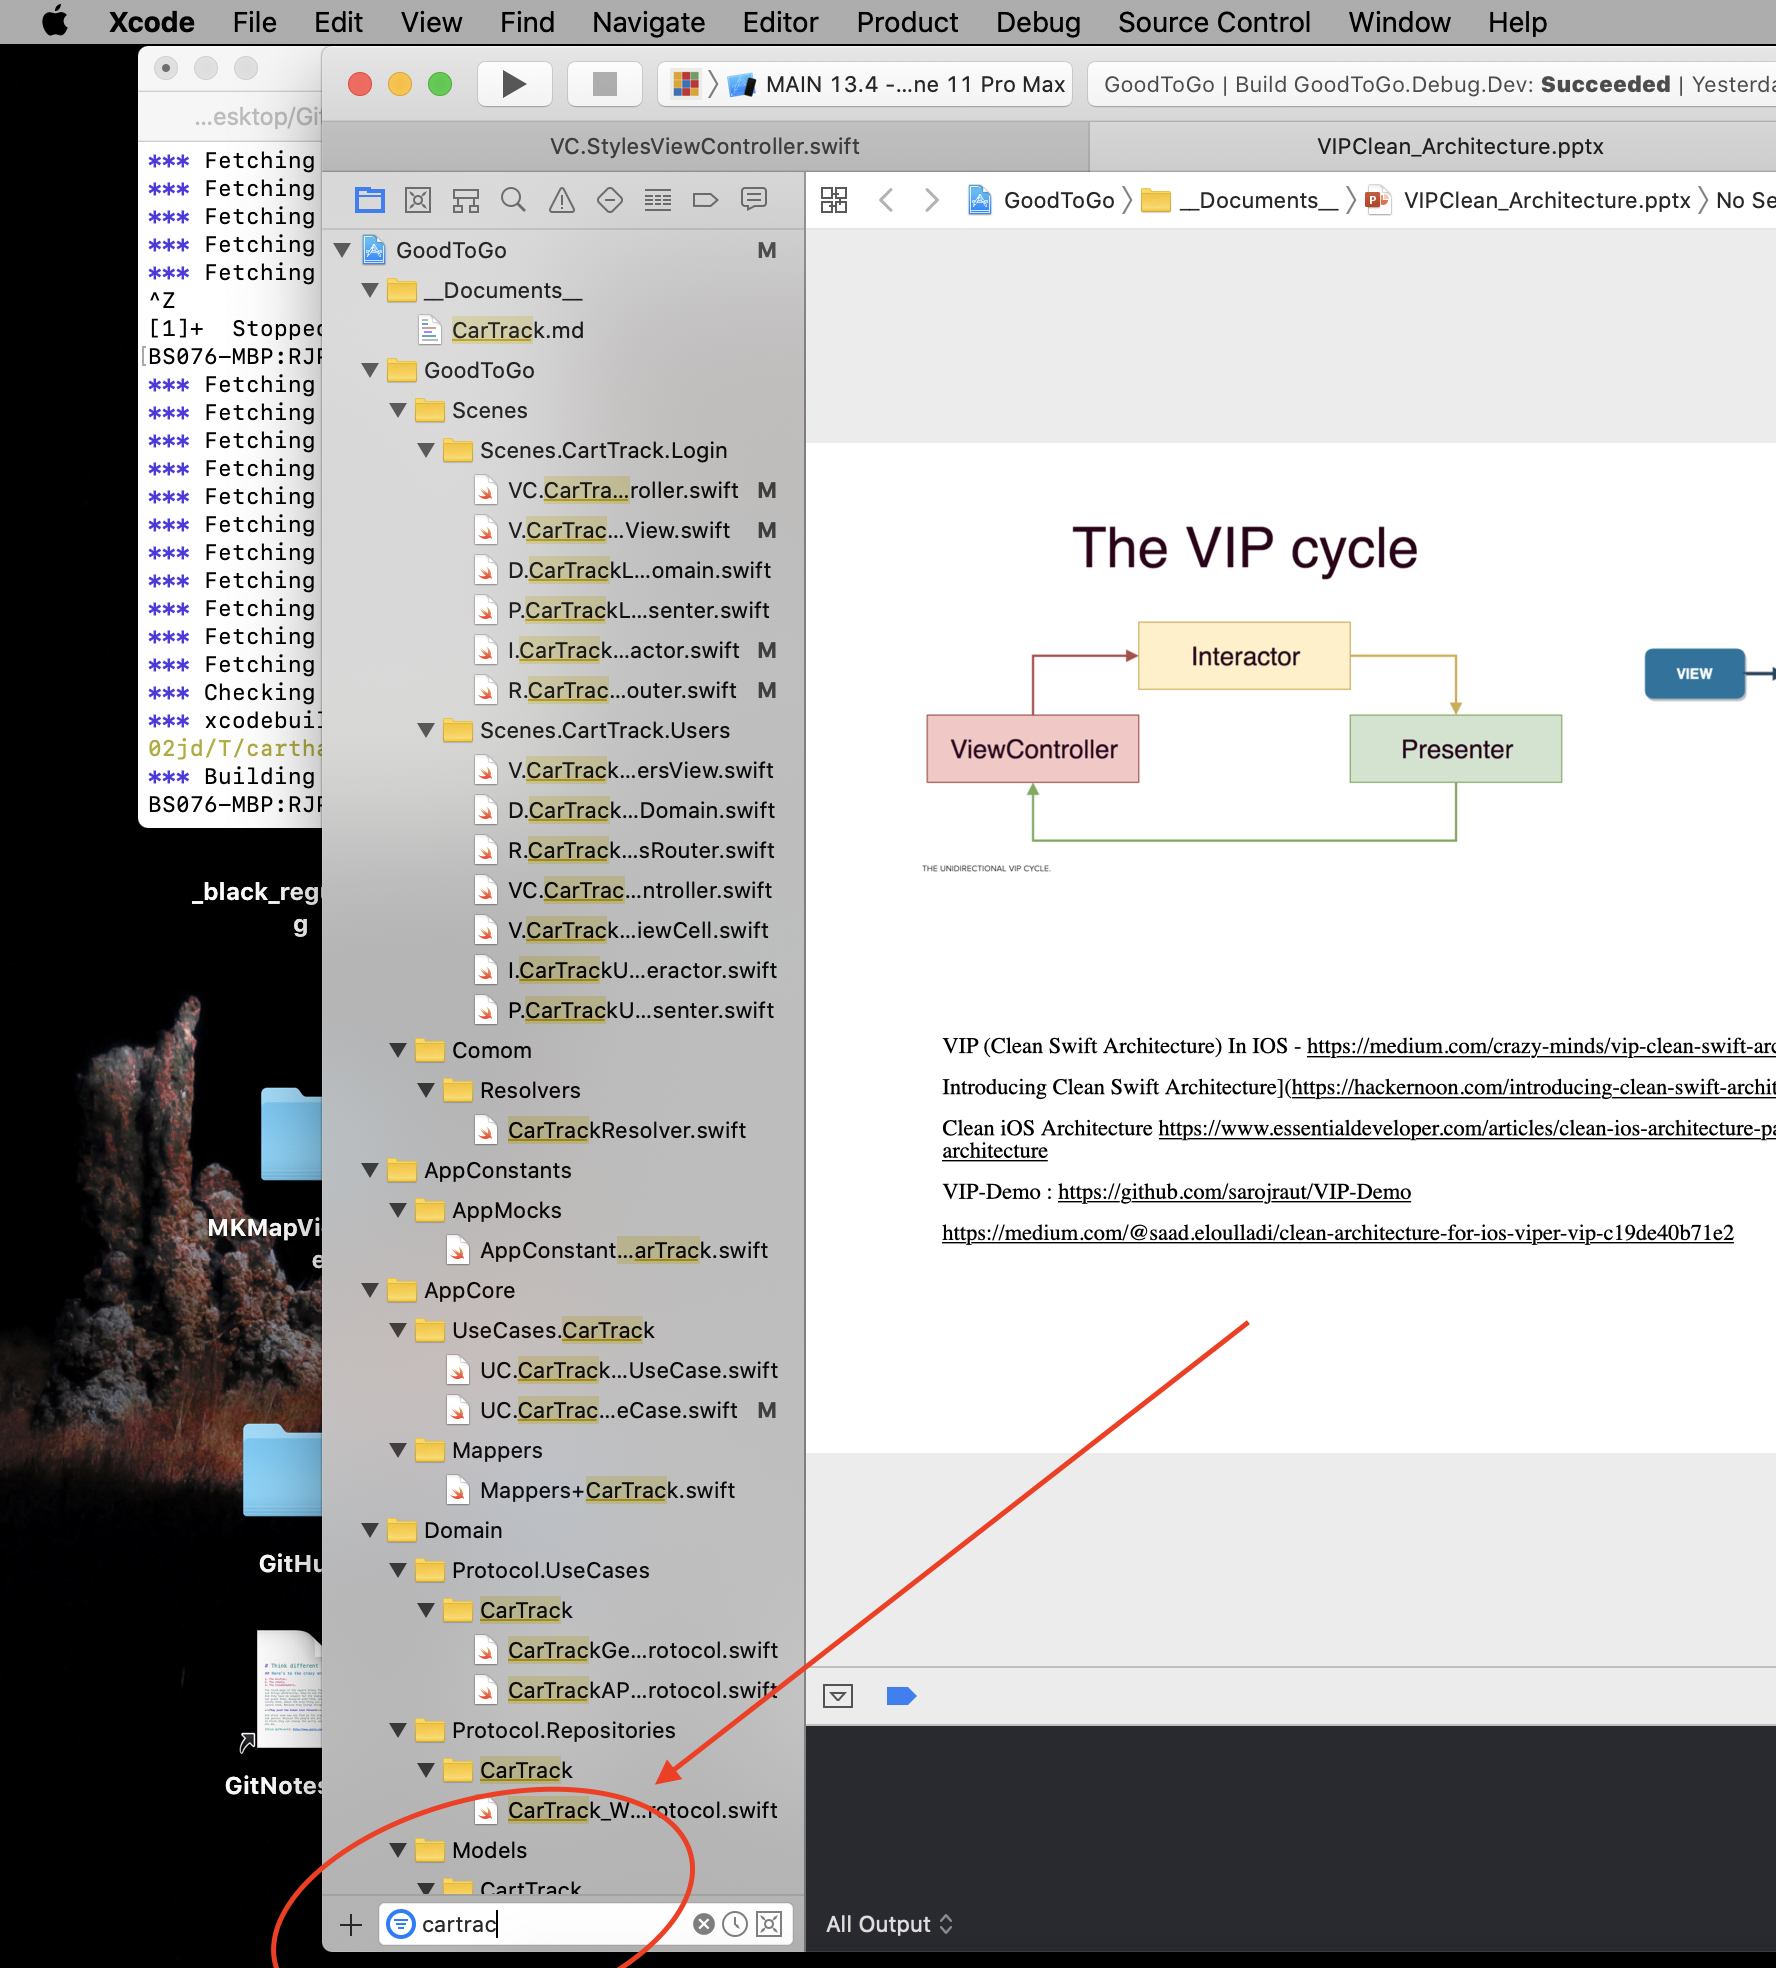 Xcode File Edit View Find Navigate Editor Product Debug Source Control Window Help
MAIN 13.4 -...ne 11 Pro Max
GoodToGo | Build GoodToGo.Debug.Dev: Succeeded | Yesterda
...esktop/Git
VC.StylesViewController.swift
VIPClean_Architecture.pptx
GoodToGo
__Documents__
VIPClean_Architecture.pptx
No Se
*** Fetching
*** Fetching
*** Fetching
*** Fetching
*** Fetching
^Z
[1]+ Stopped
BS076-MBP:RJP
*** Fetching
*** Fetching
*** Fetching
*** Fetching
*** Fetching
*** Fetching
*** Fetching
*** Fetching
*** Fetching
*** Fetching
*** Fetching
*** Checking
*** xcodebuil
02jd/T/cartha
*** Building
BS076-MBP:RJP
GoodToGo M
__Documents__
CarTrack.md
GoodToGo
Scenes
Scenes.CartTrack.Login
VC.CarTra...roller.swift M
V.CarTrac...View.swift M
D.CarTrackL...omain.swift
P.CarTrackL...senter.swift
I.CarTrack...actor.swift M
R.CarTrac...outer.swift M
Scenes.CartTrack.Users
V.CarTrack...ersView.swift
D.CarTrack...Domain.swift
R.CarTrack...sRouter.swift
VC.CarTrac...ntroller.swift
V.CarTrack...iewCell.swift
I.CarTrackU...eractor.swift
P.CarTrackU...senter.swift
Comom
Resolvers
CarTrackResolver.swift
AppConstants
AppMocks
AppConstant...arTrack.swift
AppCore
UseCases.CarTrack
UC.CarTrack...UseCase.swift
UC.CarTrac...eCase.swift M
Mappers
Mappers+CarTrack.swift
Domain
Protocol.UseCases
CarTrack
CarTrackGe...rotocol.swift
CarTrackAP...rotocol.swift
Protocol.Repositories
CarTrack
CarTrack_W...rotocol.swift
Models
CartTrack
cartrac
The VIP cycle
Interactor
ViewController
Presenter
VIEW
THE UNIDIRECTIONAL VIP CYCLE.
VIP (Clean Swift Architecture) In IOS - https://medium.com/crazy-minds/vip-clean-swift-arc
Introducing Clean Swift Architecture](https://hackernoon.com/introducing-clean-swift-archit
Clean iOS Architecture https://www.essentialdeveloper.com/articles/clean-ios-architecture-pa
architecture
VIP-Demo : https://github.com/sarojraut/VIP-Demo
https://medium.com/@saad.eloulladi/clean-architecture-for-ios-viper-vip-c19de40b71e2
All Output
_black_reg
g
MKMapVi
e
GitHu
# Think different
GitNotes